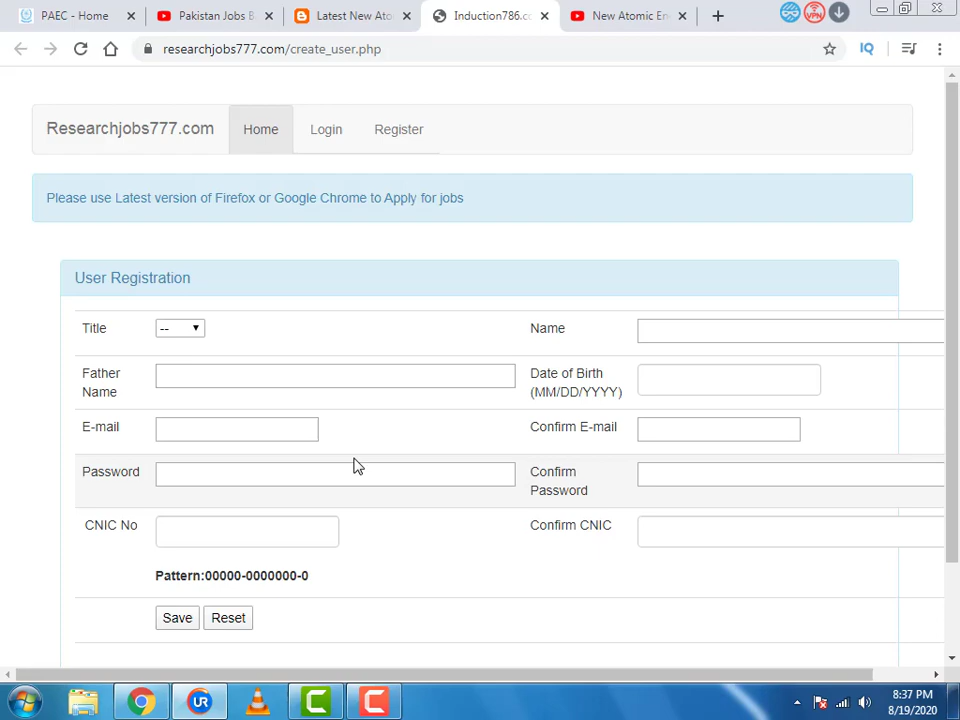 PAEC - Home
Pakistan Jobs B
Latest New Ato
Induction786.co
New Atomic En
VPN
researchjobs777.com/create_user.php
IQ
Researchjobs777.com
Home
Login
Register
Please use Latest version of Firefox or Google Chrome to Apply for jobs
User Registration
Title
--
Name
Father Name
Date of Birth
(MM/DD/YYYY)
E-mail
Confirm E-mail
Password
Confirm Password
CNIC No
Confirm CNIC
Pattern:00000-0000000-0
Save
Reset
UR
8:37 PM
8/19/2020